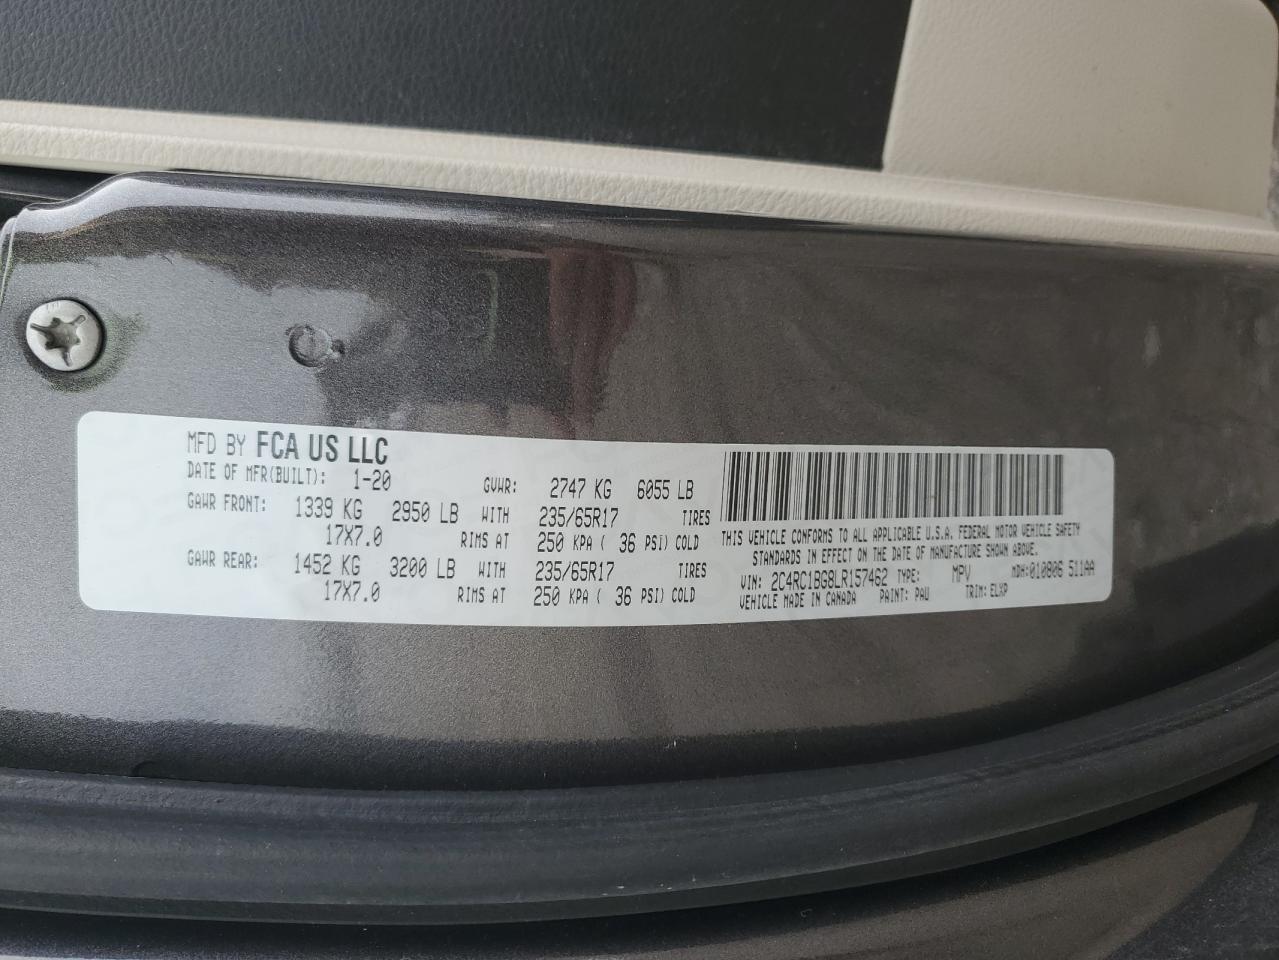 MFD BY FCA US LLC
DATE OF MFR(BUILT): 1-20 GVWR: 2747 KG 6055 LB
GAWR FRONT: 1339 KG 2950 LB WITH 235/65R17 TIRES
17X7.0 RIMS AT 250 KPA ( 36 PSI) COLD
GAWR REAR: 1452 KG 3200 LB WITH 235/65R17
17X7.0 RIMS AT 250 KPA ( 36 PSI) COLD
THIS VEHICLE CONFORMS TO ALL APPLICABLE U.S.A. FEDERAL MOTOR VEHICLE SAFETY
STANDARDS IN EFFECT ON THE DATE OF MANUFACTURE SHOWN ABOVE.
VIN: 2C4RC1BG8LR157462 TYPE: MPV MDH:010806 511AA
VEHICLE MADE IN CANADA PAINT: PAU TRIM: ELXP